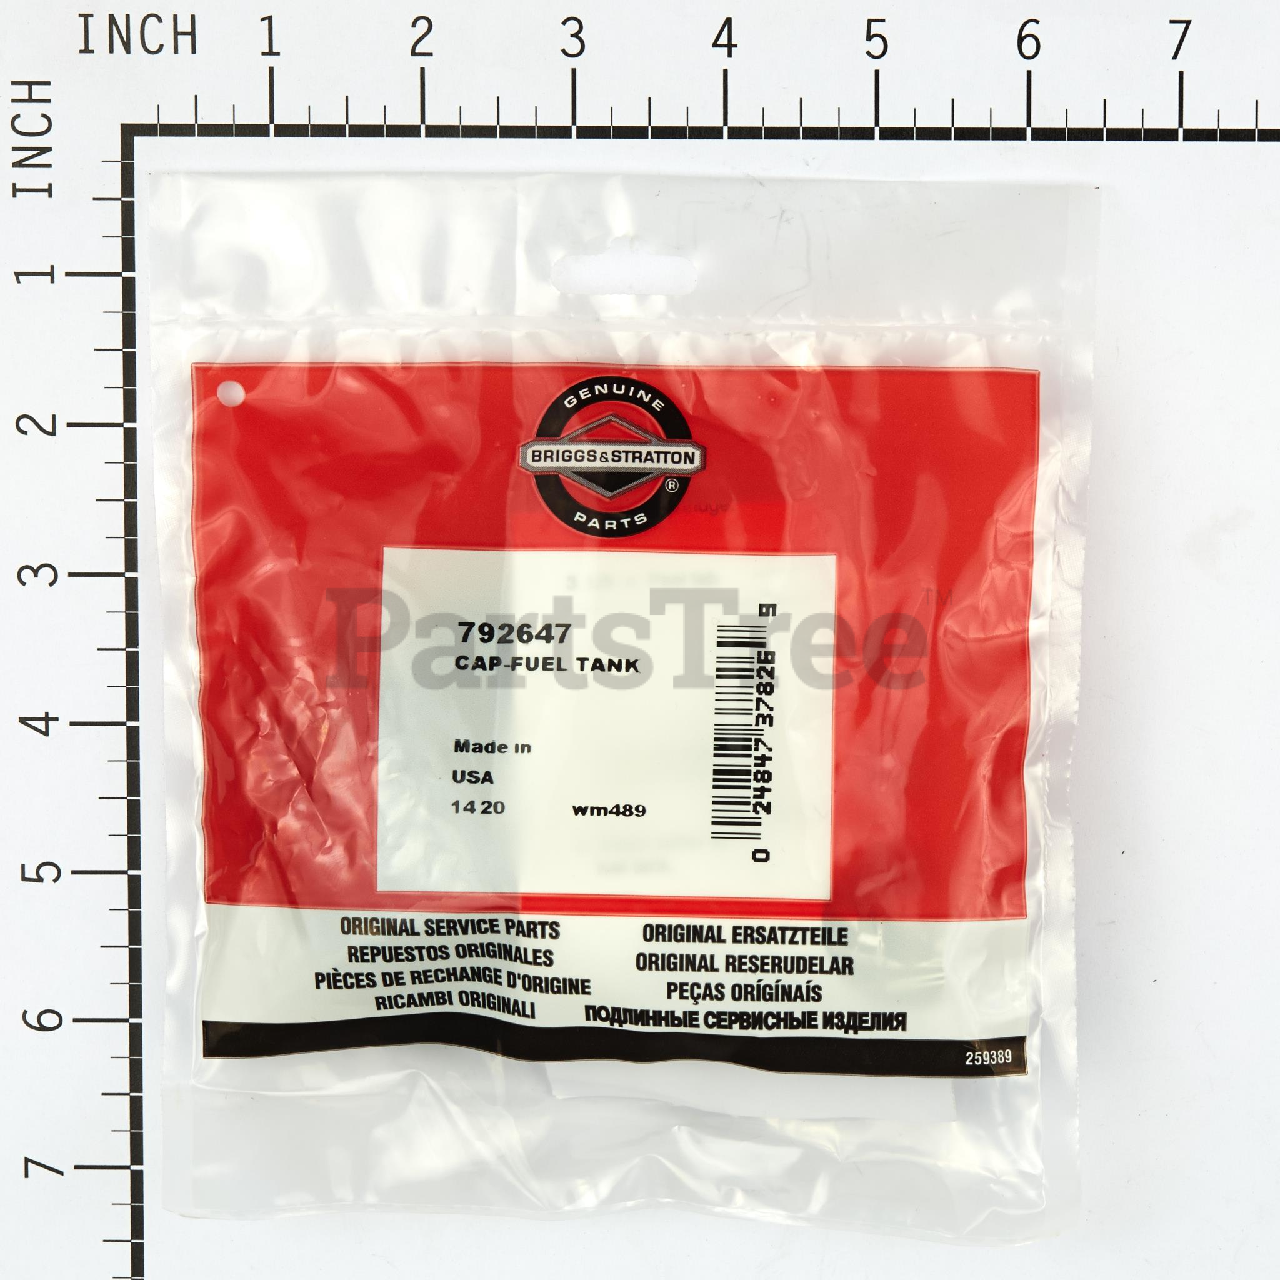 INCH 1 2 3 4 5 6 7
INCH 1 2 3 4 5 6 7
GENUINE
BRIGGS&STRATTON
®
PARTS
PartsTree™
792647
CAP-FUEL TANK
Made in
USA
14 20 wm489
0 24847 37826 9
ORIGINAL SERVICE PARTS
REPUESTOS ORIGINALES
PIÈCES DE RECHANGE D'ORIGINE
RICAMBI ORIGINALI
ORIGINAL ERSATZTEILE
ORIGINAL RESERUDELAR
PEÇAS ORÍGÍNAÍS
ПОДЛИННЫЕ СЕРВИСНЫЕ ИЗДЕЛИЯ
259389